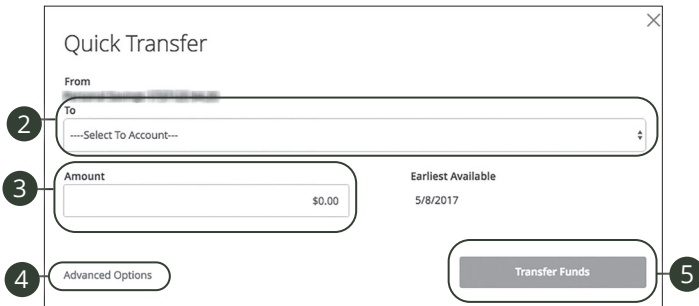 Quick Transfer
From
To
2
----Select To Account---
3
Amount
Earliest Available
$0.00
5/8/2017
4
Advanced Options
Transfer Funds
5